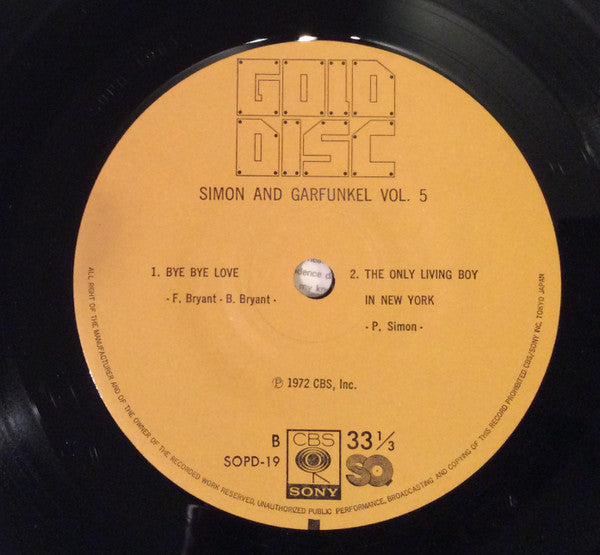 GOLD
DISC
SIMON AND GARFUNKEL VOL. 5
1. BYE BYE LOVE
- F. Bryant - B. Bryant -
2. THE ONLY LIVING BOY
IN NEW YORK
- P. Simon -
℗ 1972 CBS, Inc.
B
SOPD-19
CBS
SONY
33⅓
SQ
ALL RIGHT OF THE MANUFACTURER AND OF THE OWNER OF THE RECORDED WORK RESERVED, UNAUTHORIZED PUBLIC PERFORMANCE, BROADCASTING AND COPYING OF THIS RECORD PROHIBITED CBS/SONY INC. TOKYO JAPAN